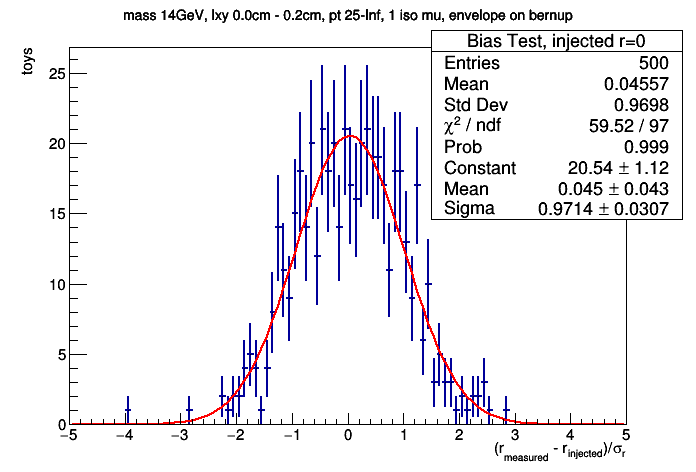 mass 14GeV, lxy 0.0cm - 0.2cm, pt 25-Inf, 1 iso mu, envelope on bernup
Bias Test, injected r=0
Entries 500
Mean 0.04557
Std Dev 0.9698
χ² / ndf 59.52 / 97
Prob 0.999
Constant 20.54 ± 1.12
Mean 0.045 ± 0.043
Sigma 0.9714 ± 0.0307
toys
25
20
15
10
5
0
−5 −4 −3 −2 −1 0 1 2 3 4 5
(r_measured - r_injected)/σ_r